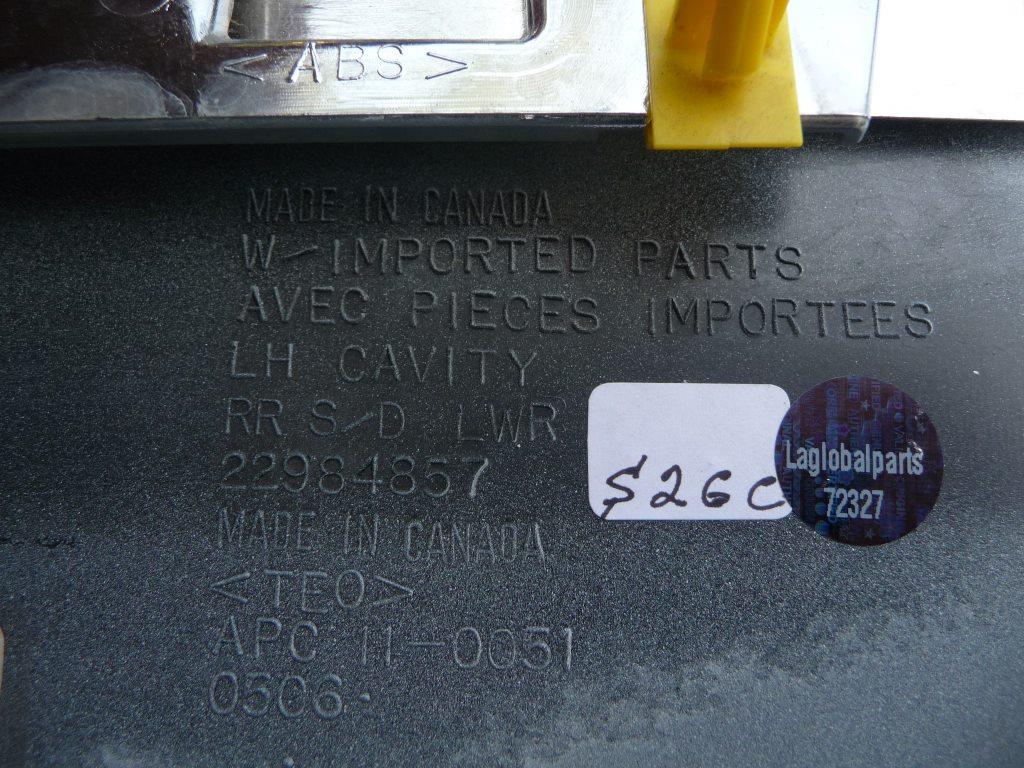 < ABS >
MADE IN CANADA
W/IMPORTED PARTS
AVEC PIECES IMPORTEES
LH CAVITY
RR S/D LWR
22984857
$26C
Laglobalparts
72327
MADE IN CANADA
<TEO>
APC 11-0051
0506